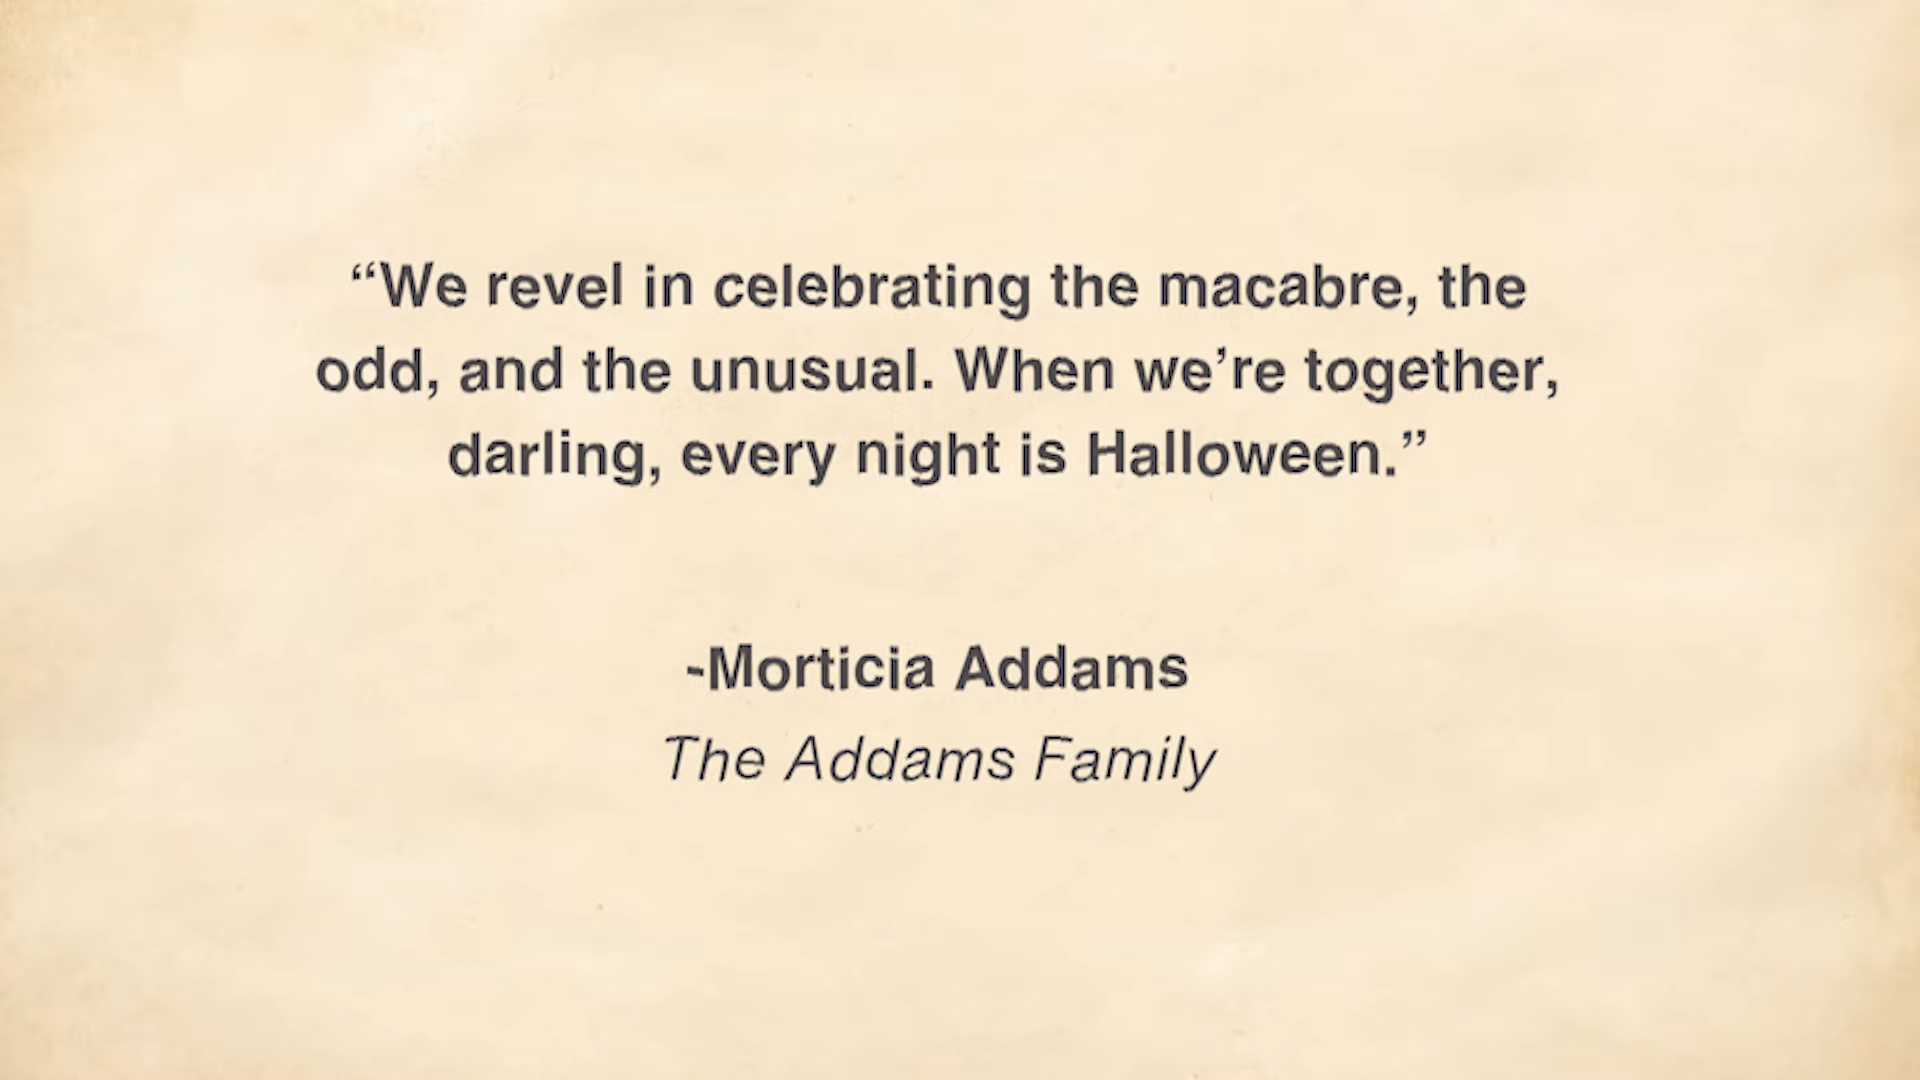 “We revel in celebrating the macabre, the
odd, and the unusual. When we’re together,
darling, every night is Halloween.”
-Morticia Addams
The Addams Family